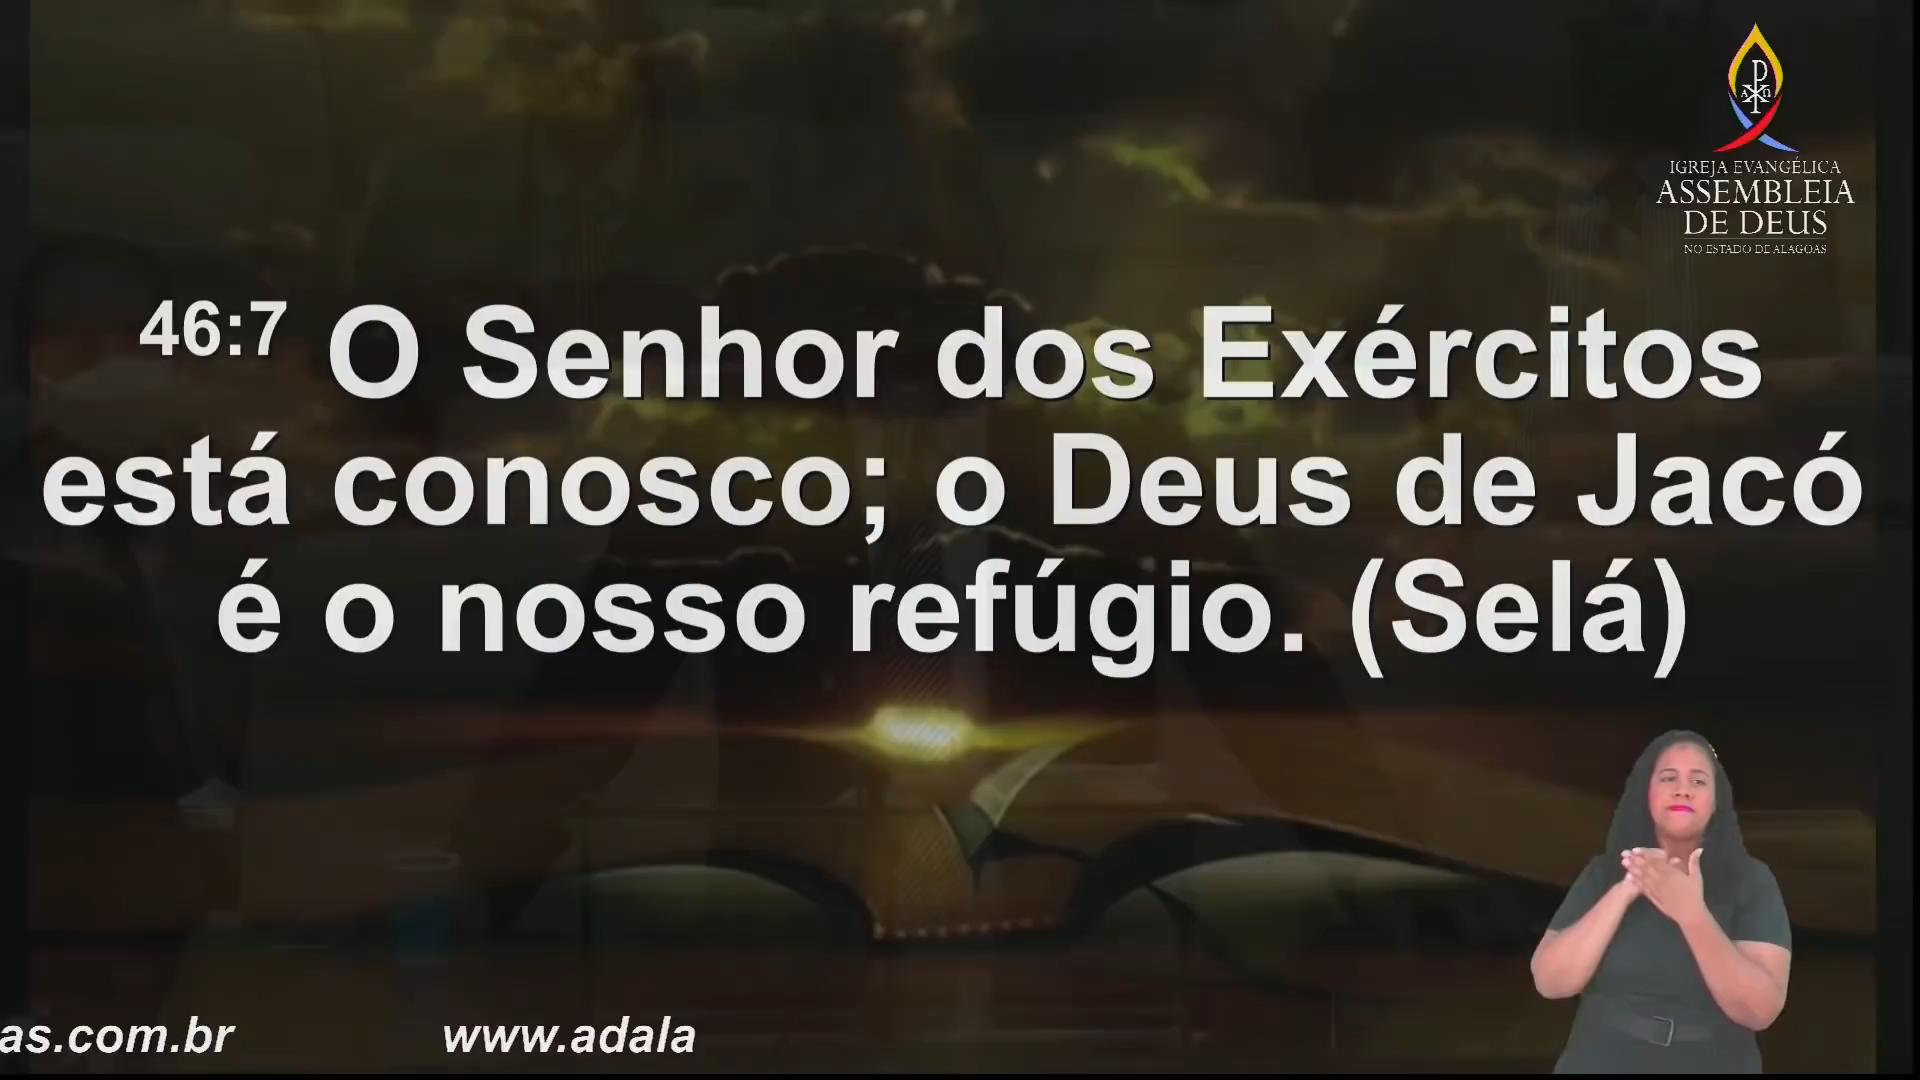 IGREJA EVANGÉLICA
ASSEMBLEIA
DE DEUS
NO ESTADO DE ALAGOAS
46:7 O Senhor dos Exércitos
está conosco; o Deus de Jacó
é o nosso refúgio. (Selá)
as.com.br www.adala